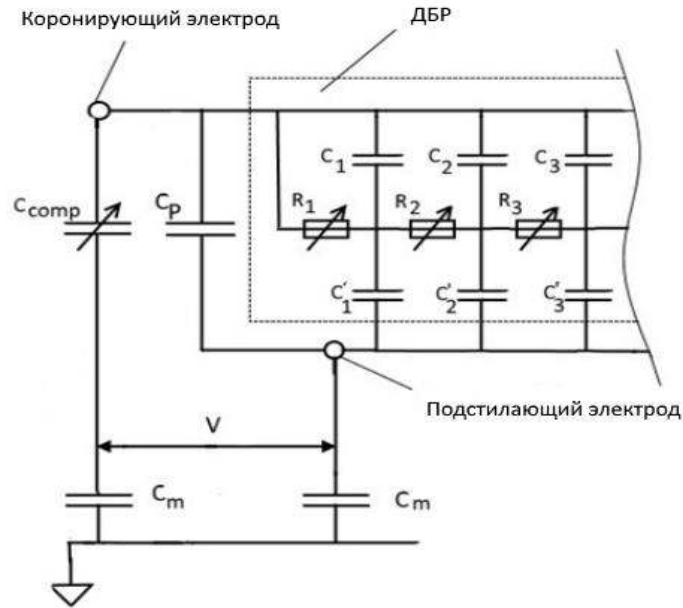 Коронирующий электрод
ДБР
C₁ C₂ C₃
Ccomp Cₚ R₁ R₂ R₃
C′₁ C′₂ C′₃
Подстилающий электрод
V
Cₘ Cₘ